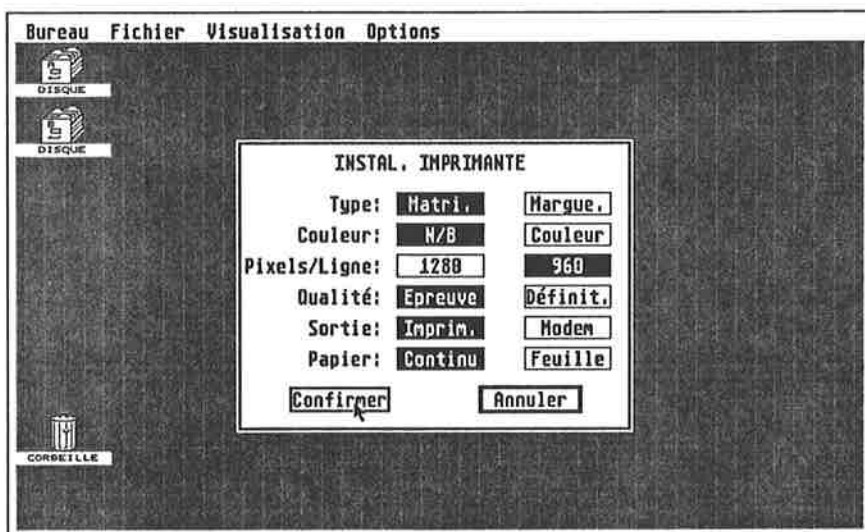 Bureau Fichier Visualisation Options
DISQUE
DISQUE
INSTAL. IMPRIMANTE
Type: Matri. Margue.
Couleur: N/B Couleur
Pixels/Ligne: 1280 960
Qualité: Epreuve Définit.
Sortie: Imprim. Modem
Papier: Continu Feuille
Confirmer Annuler
CORBEILLE